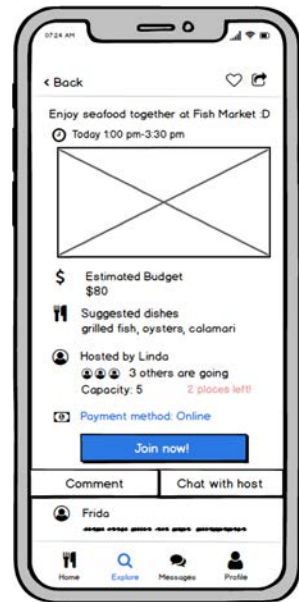 07:24 AM
< Back
Enjoy seafood together at Fish Market :D
Today 1:00 pm-3:30 pm
$ Estimated Budget
$80
Suggested dishes
grilled fish, oysters, calamari
Hosted by Linda
3 others are going
Capacity: 5 2 places left!
Payment method: Online
Join now!
Comment Chat with host
Frida
Home Explore Messages Profile